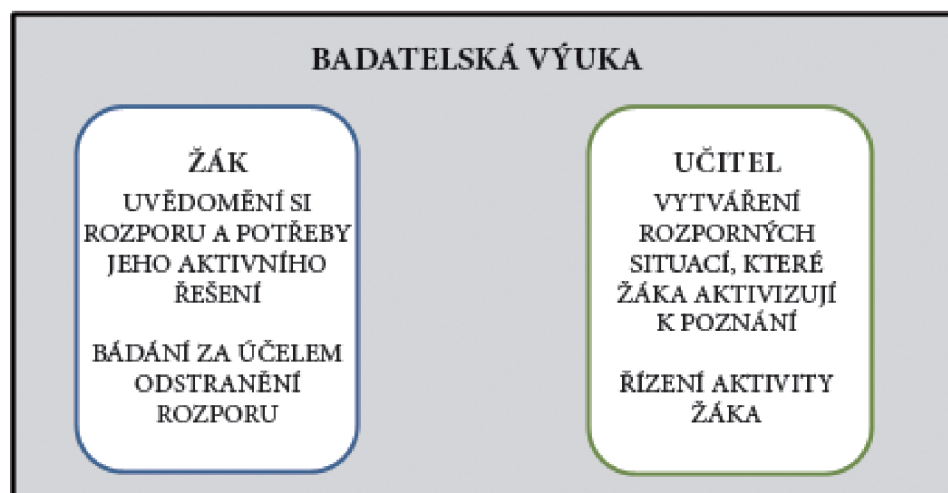 BADATELSKÁ VÝUKA
ŽÁK
UVĚDOMĚNÍ SI
ROZPORU A POTŘEBY
JEHO AKTIVNÍHO
ŘEŠENÍ
BÁDÁNÍ ZA ÚČELEM
ODSTRANĚNÍ
ROZPORU
UČITEL
VYTVÁŘENÍ
ROZPORNÝCH
SITUACÍ, KTERÉ
ŽÁKA AKTIVIZUJÍ
K POZNÁNÍ
ŘÍZENÍ AKTIVITY
ŽÁKA